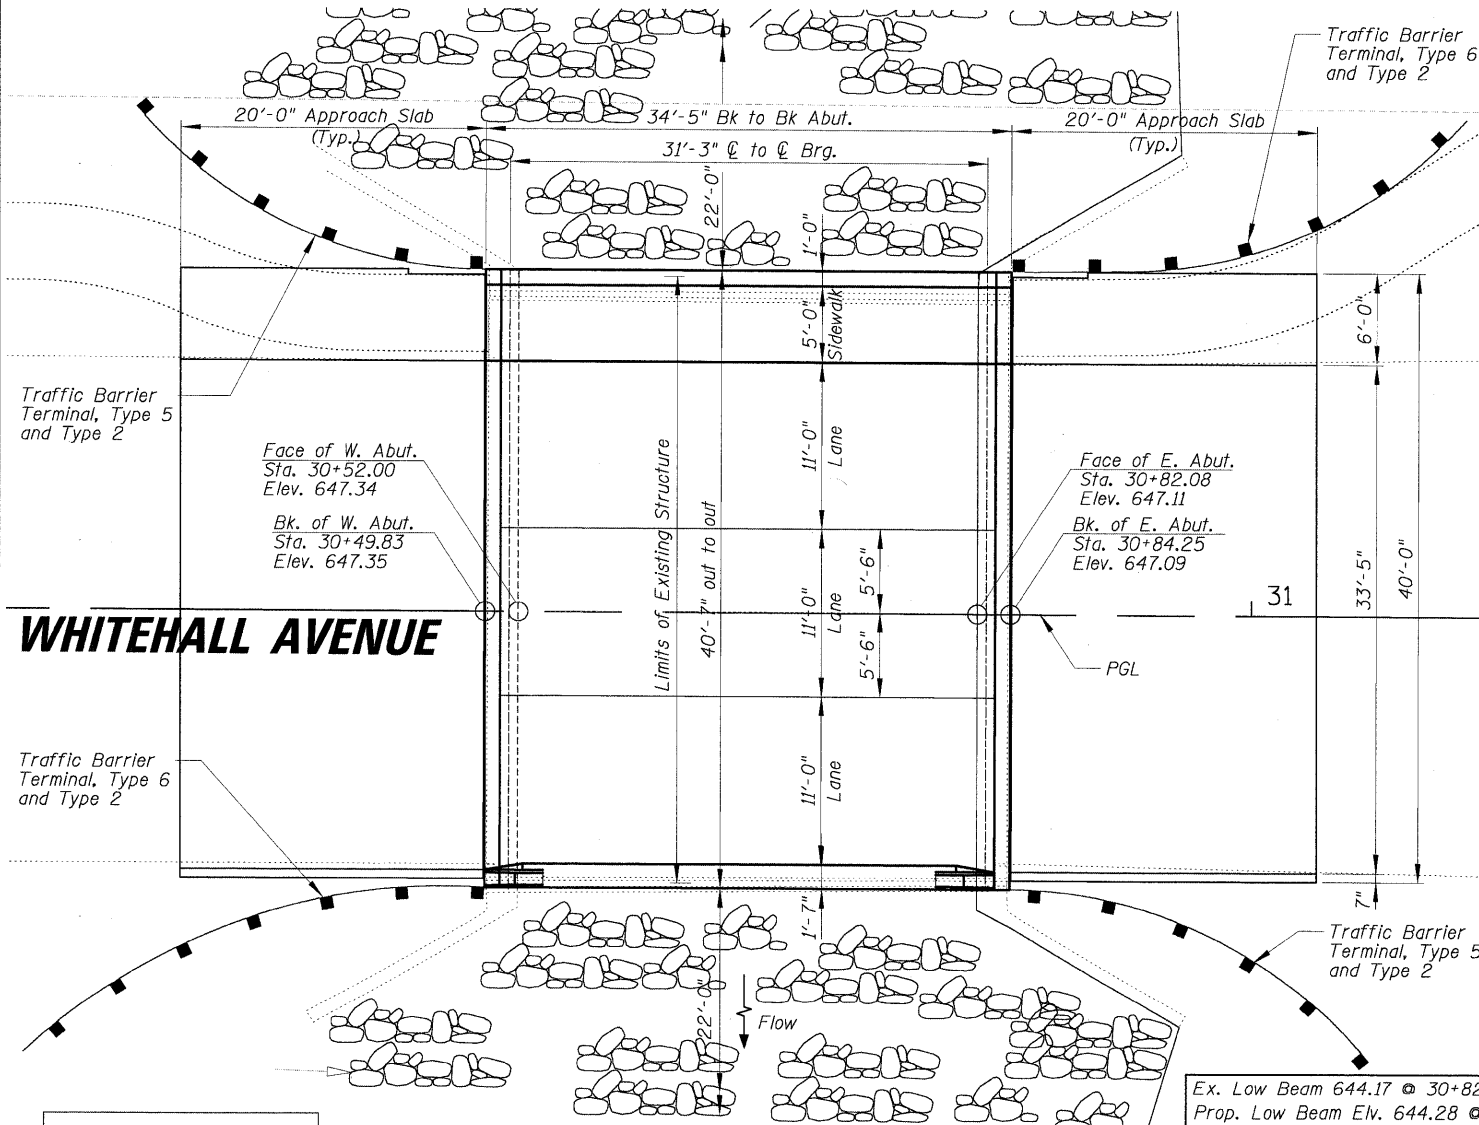 Traffic Barrier
Terminal, Type 6
and Type 2
20'-0" Approach Slab
(Typ.)
34'-5" Bk to Bk Abut.
20'-0" Approach Slab
(Typ.)
31'-3" ℄ to ℄ Brg.
22'-0"
1'-0"
5'-0"
Sidewalk
6'-0"
Traffic Barrier
Terminal, Type 5
and Type 2
11'-0"
Lane
Face of W. Abut.
Sta. 30+52.00
Elev. 647.34
Face of E. Abut.
Sta. 30+82.08
Elev. 647.11
Bk. of W. Abut.
Sta. 30+49.83
Elev. 647.35
Bk. of E. Abut.
Sta. 30+84.25
Elev. 647.09
Limits of Existing Structure
40'-7" out to out
5'-6"
11'-0"
Lane
5'-6"
33'-5"
40'-0"
31
WHITEHALL AVENUE
PGL
Traffic Barrier
Terminal, Type 6
and Type 2
11'-0"
Lane
1'-7"
7"
Traffic Barrier
Terminal, Type 5
and Type 2
22'-0"
Flow
Ex. Low Beam 644.17 @ 30+82
Prop. Low Beam Elv. 644.28 @